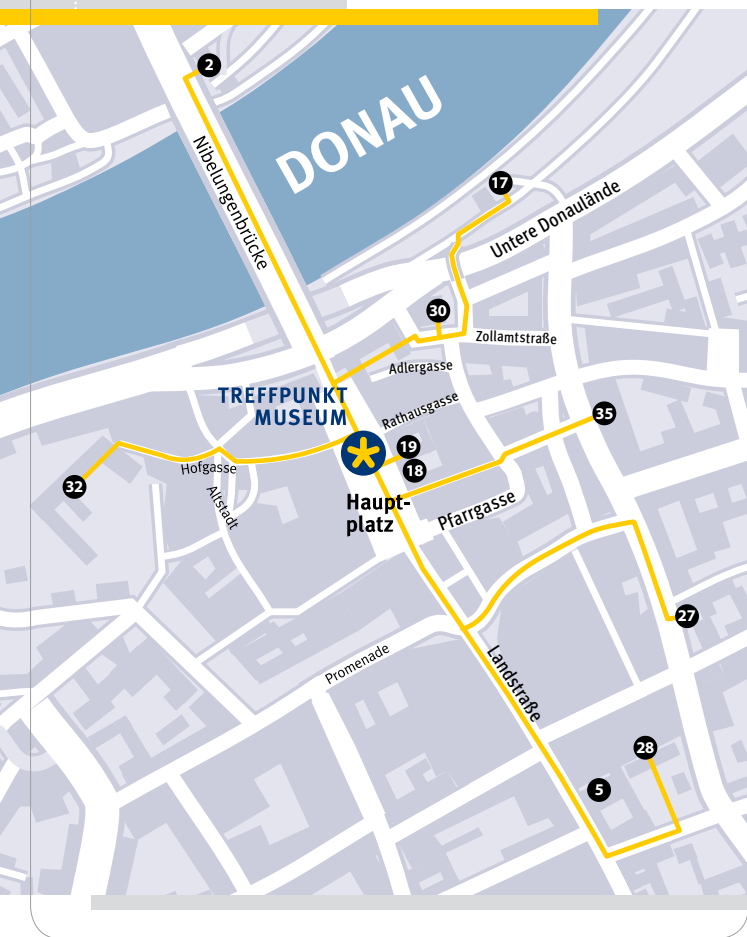 2
DONAU
Nibelungenbrücke
17
Untere Donaulände
30
Zollamtstraße
Adlergasse
TREFFPUNKT
MUSEUM
Rathausgasse
35
19
18
Hofgasse
32
Altstadt
Haupt-
platz
Pfarrgasse
27
Promenade
Landstraße
28
5